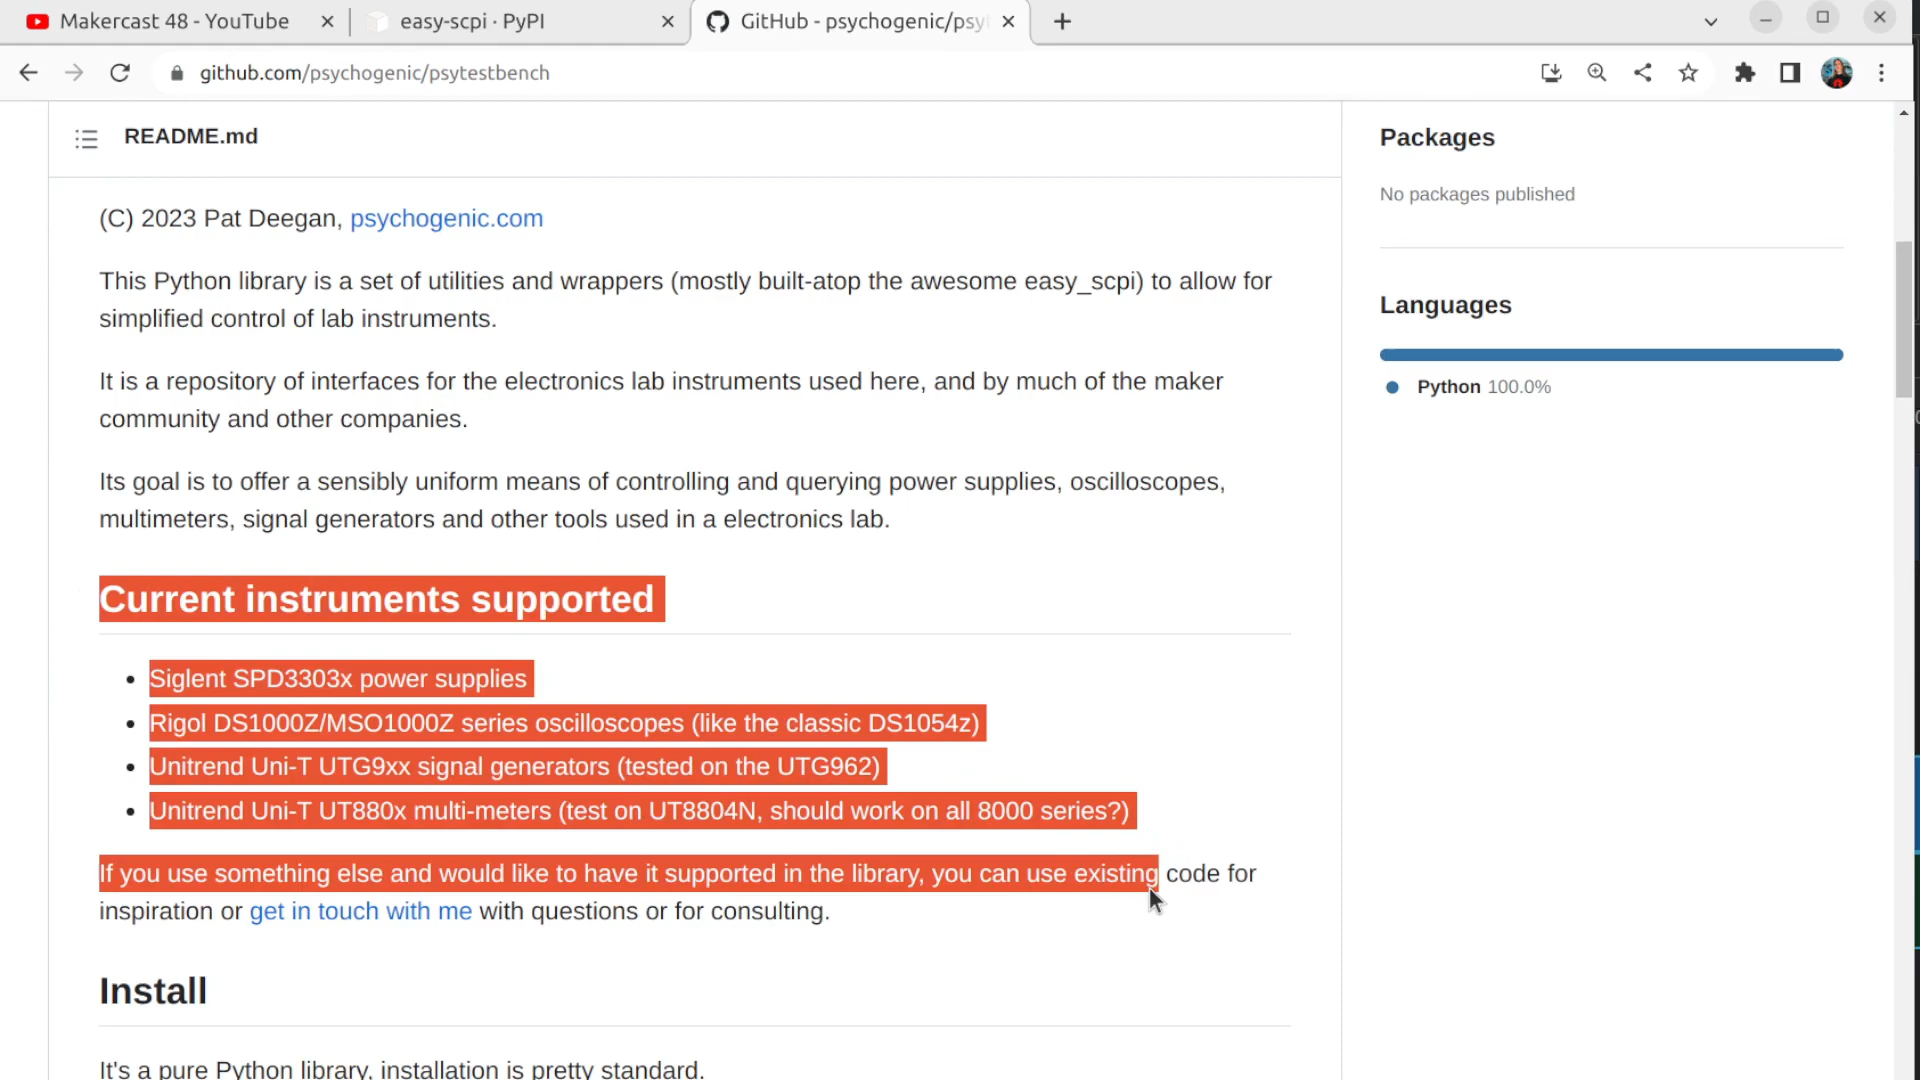 Makercast 48 - YouTube
easy-scpi · PyPI
GitHub - psychogenic/psyt
github.com/psychogenic/psytestbench
README.md
Packages
No packages published
Languages
Python 100.0%
(C) 2023 Pat Deegan, psychogenic.com
This Python library is a set of utilities and wrappers (mostly built-atop the awesome easy_scpi) to allow for
simplified control of lab instruments.
It is a repository of interfaces for the electronics lab instruments used here, and by much of the maker
community and other companies.
Its goal is to offer a sensibly uniform means of controlling and querying power supplies, oscilloscopes,
multimeters, signal generators and other tools used in a electronics lab.
Current instruments supported
• Siglent SPD3303x power supplies
• Rigol DS1000Z/MSO1000Z series oscilloscopes (like the classic DS1054z)
• Unitrend Uni-T UTG9xx signal generators (tested on the UTG962)
• Unitrend Uni-T UT880x multi-meters (test on UT8804N, should work on all 8000 series?)
If you use something else and would like to have it supported in the library, you can use existing code for
inspiration or get in touch with me with questions or for consulting.
Install
It's a pure Python library, installation is pretty standard.